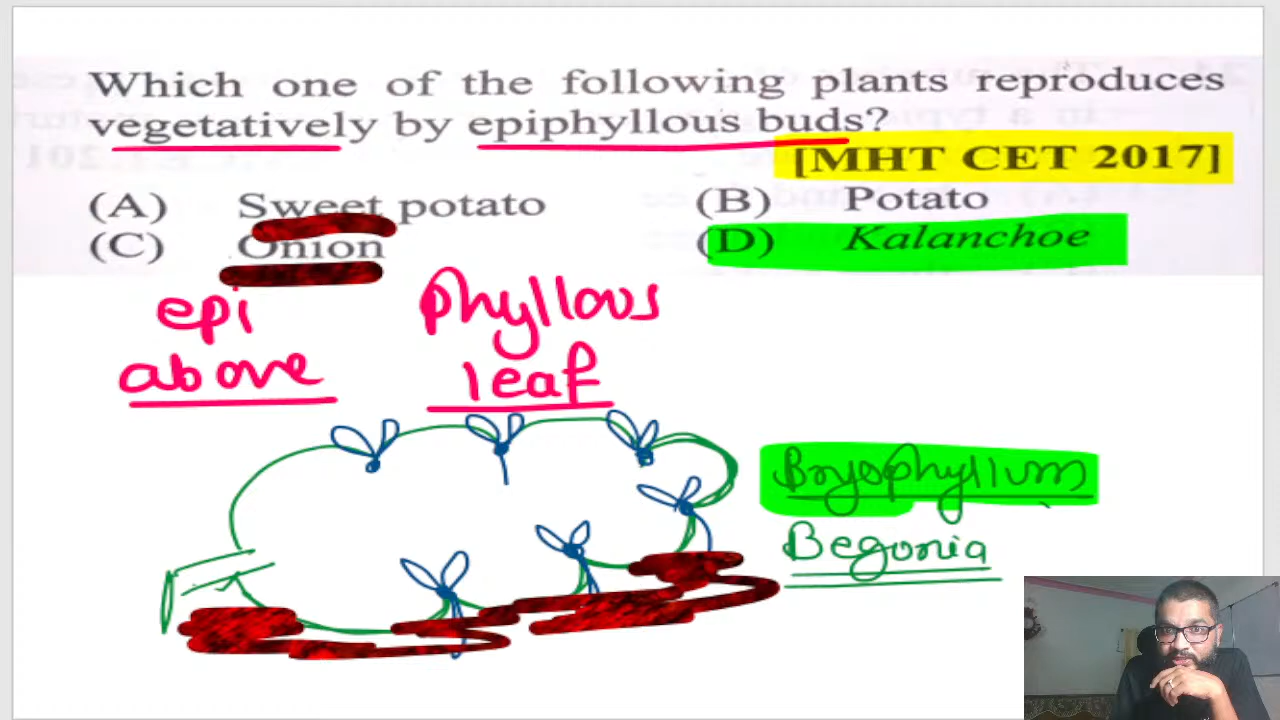 Which one of the following plants reproduces
vegetatively by epiphyllous buds?
[MHT CET 2017]
(A) Sweet potato (B) Potato
(C) Onion (D) Kalanchoe
epi phyllous
above leaf
Bryophyllum
Begonia